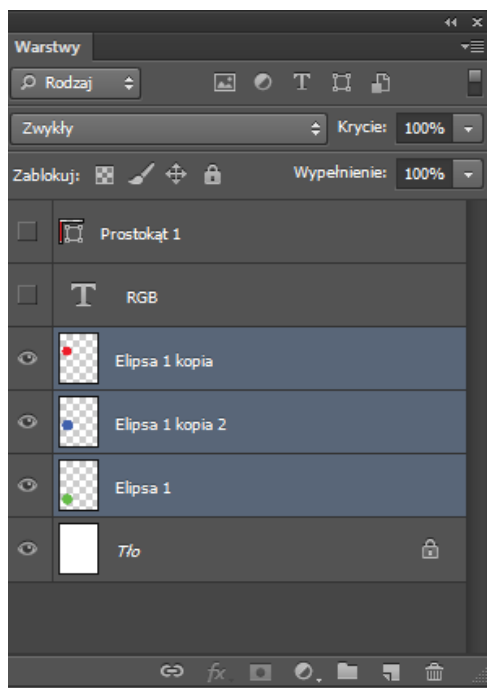 Warstwy
Rodzaj
Zwykły Krycie: 100%
Zablokuj: Wypełnienie: 100%
Prostokąt 1
T RGB
Elipsa 1 kopia
Elipsa 1 kopia 2
Elipsa 1
Tło
fx